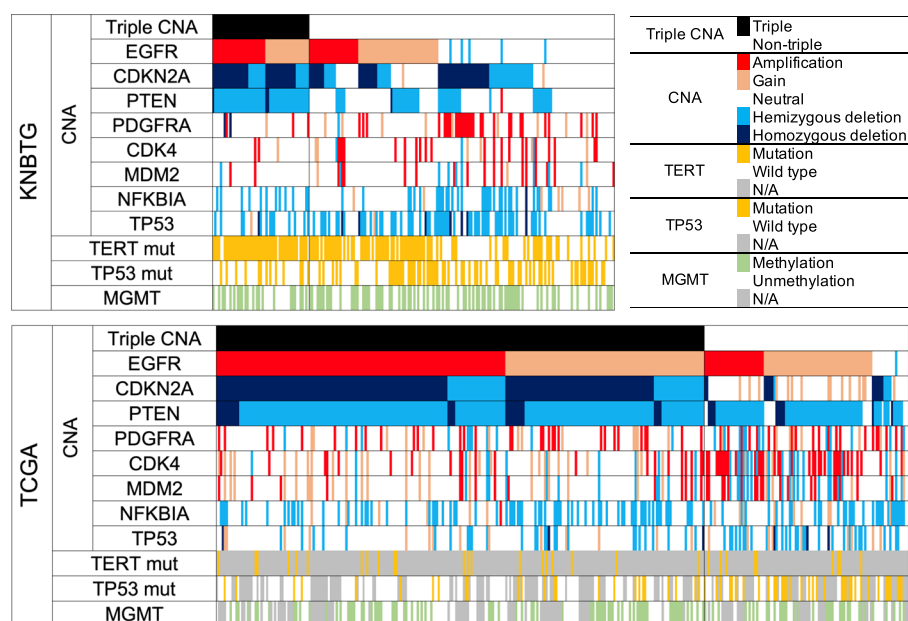 KNBTG
CNA
Triple CNA
EGFR
CDKN2A
PTEN
PDGFRA
CDK4
MDM2
NFKBIA
TP53
TERT mut
TP53 mut
MGMT
Triple CNA
Triple
Non-triple
CNA
Amplification
Gain
Neutral
Hemizygous deletion
Homozygous deletion
TERT
Mutation
Wild type
N/A
TP53
Mutation
Wild type
N/A
MGMT
Methylation
Unmethylation
N/A
TCGA
CNA
Triple CNA
EGFR
CDKN2A
PTEN
PDGFRA
CDK4
MDM2
NFKBIA
TP53
TERT mut
TP53 mut
MGMT